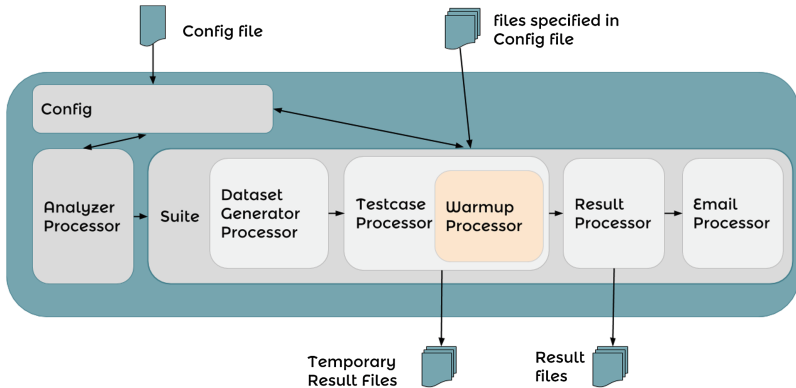 Config file
files specified in
Config file
Config
Analyzer
Processor
Suite
Dataset
Generator
Processor
Testcase
Processor
Warmup
Processor
Result
Processor
Email
Processor
Temporary
Result Files
Result
files